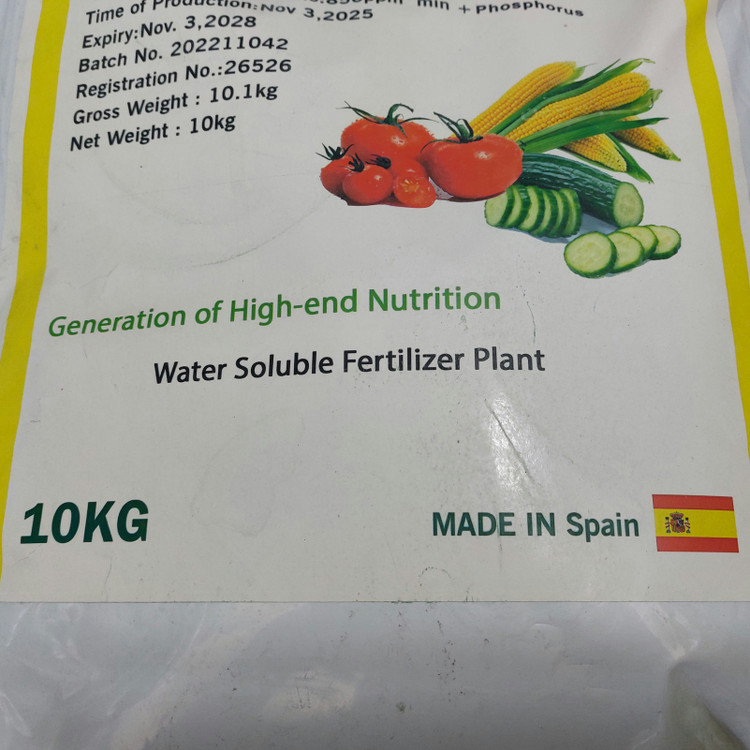 min + Phosphorus
Time of Production:Nov 3,2025
Expiry:Nov. 3,2028
Batch No. 202211042
Registration No.:26526
Gross Weight : 10.1kg
Net Weight : 10kg
Generation of High-end Nutrition
Water Soluble Fertilizer Plant
10KG
MADE IN Spain